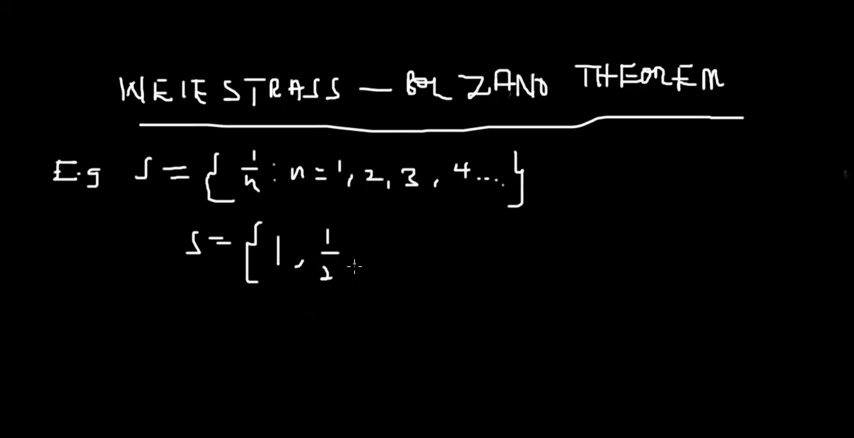 WEIESTRASS — BOLZANO THEOREM
E.g S = { 1/n : n = 1, 2, 3, 4.... }
S = { 1, 1/2